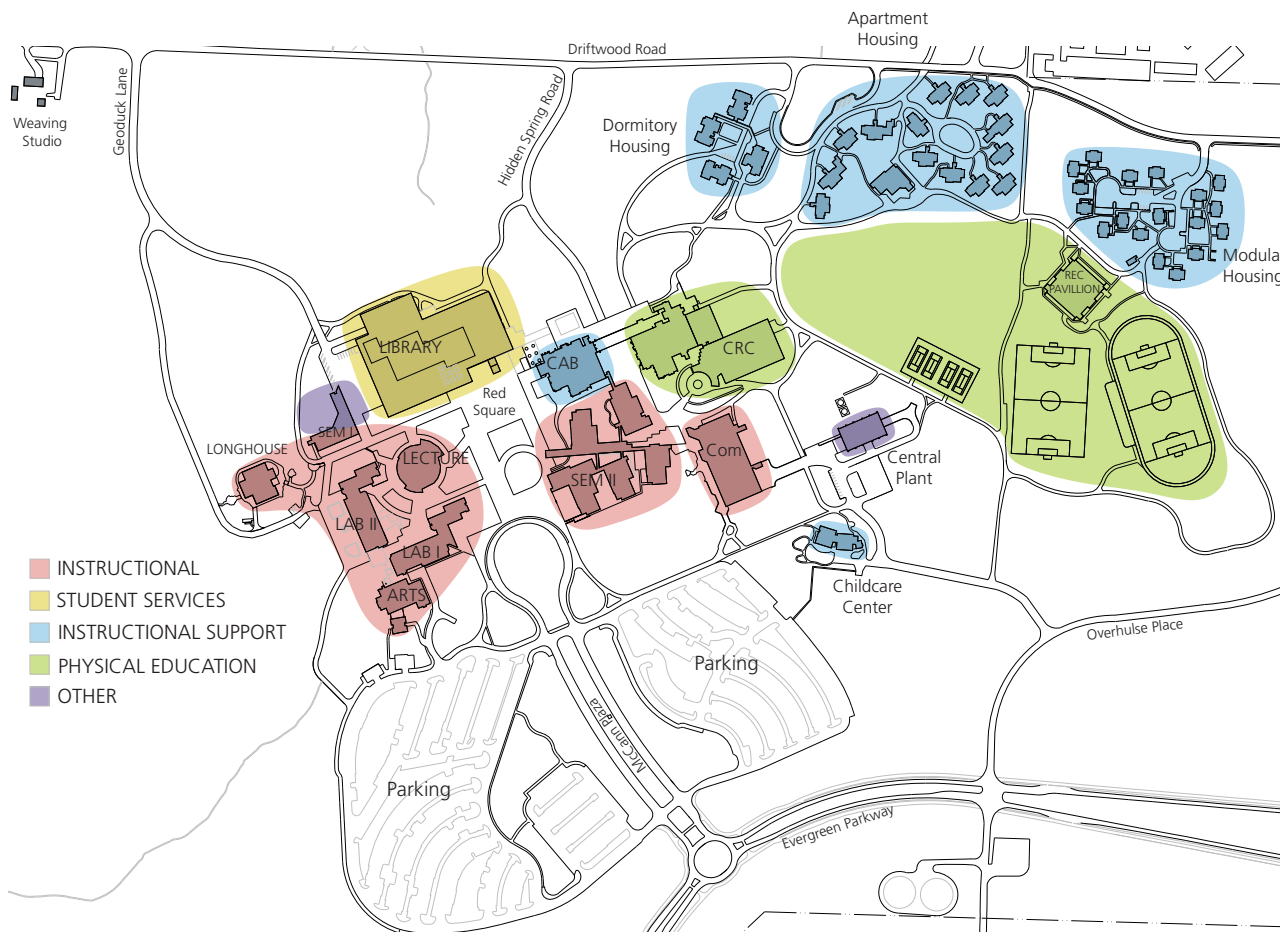 Apartment
Housing
Driftwood Road
Geoduck Lane
Hidden Spring Road
Weaving
Studio
Dormitory
Housing
Modula
Housing
REC
PAVILLION
LIBRARY
CAB
CRC
Red
Square
SEM I
LONGHOUSE
LECTURE
SEM II
Com
Central
Plant
LAB II
LAB I
ARTS
Childcare
Center
INSTRUCTIONAL
STUDENT SERVICES
INSTRUCTIONAL SUPPORT
PHYSICAL EDUCATION
OTHER
Overhulse Place
Parking
McCann Plaza
Parking
Evergreen Parkway